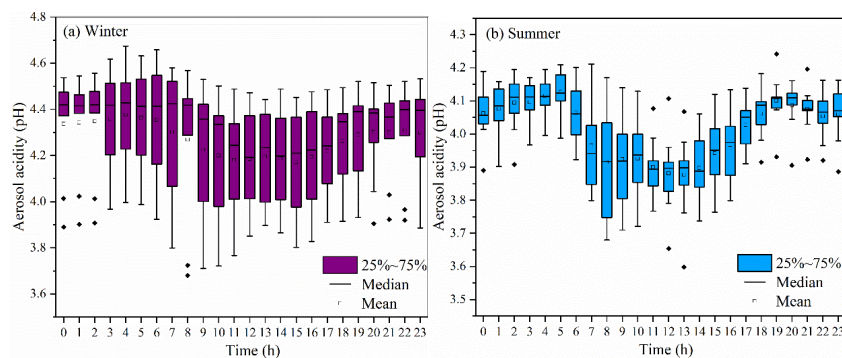 (a) Winter
Aerosol acidity (pH)
4.8
4.6
4.4
4.2
4.0
3.8
3.6
25%~75%
Median
Mean
0 1 2 3 4 5 6 7 8 9 10 11 12 13 14 15 16 17 18 19 20 21 22 23
Time (h)
(b) Summer
Aerosol acidity (pH)
4.3
4.2
4.1
4.0
3.9
3.8
3.7
3.6
3.5
25%~75%
Median
Mean
0 1 2 3 4 5 6 7 8 9 10 11 12 13 14 15 16 17 18 19 20 21 22 23
Time (h)